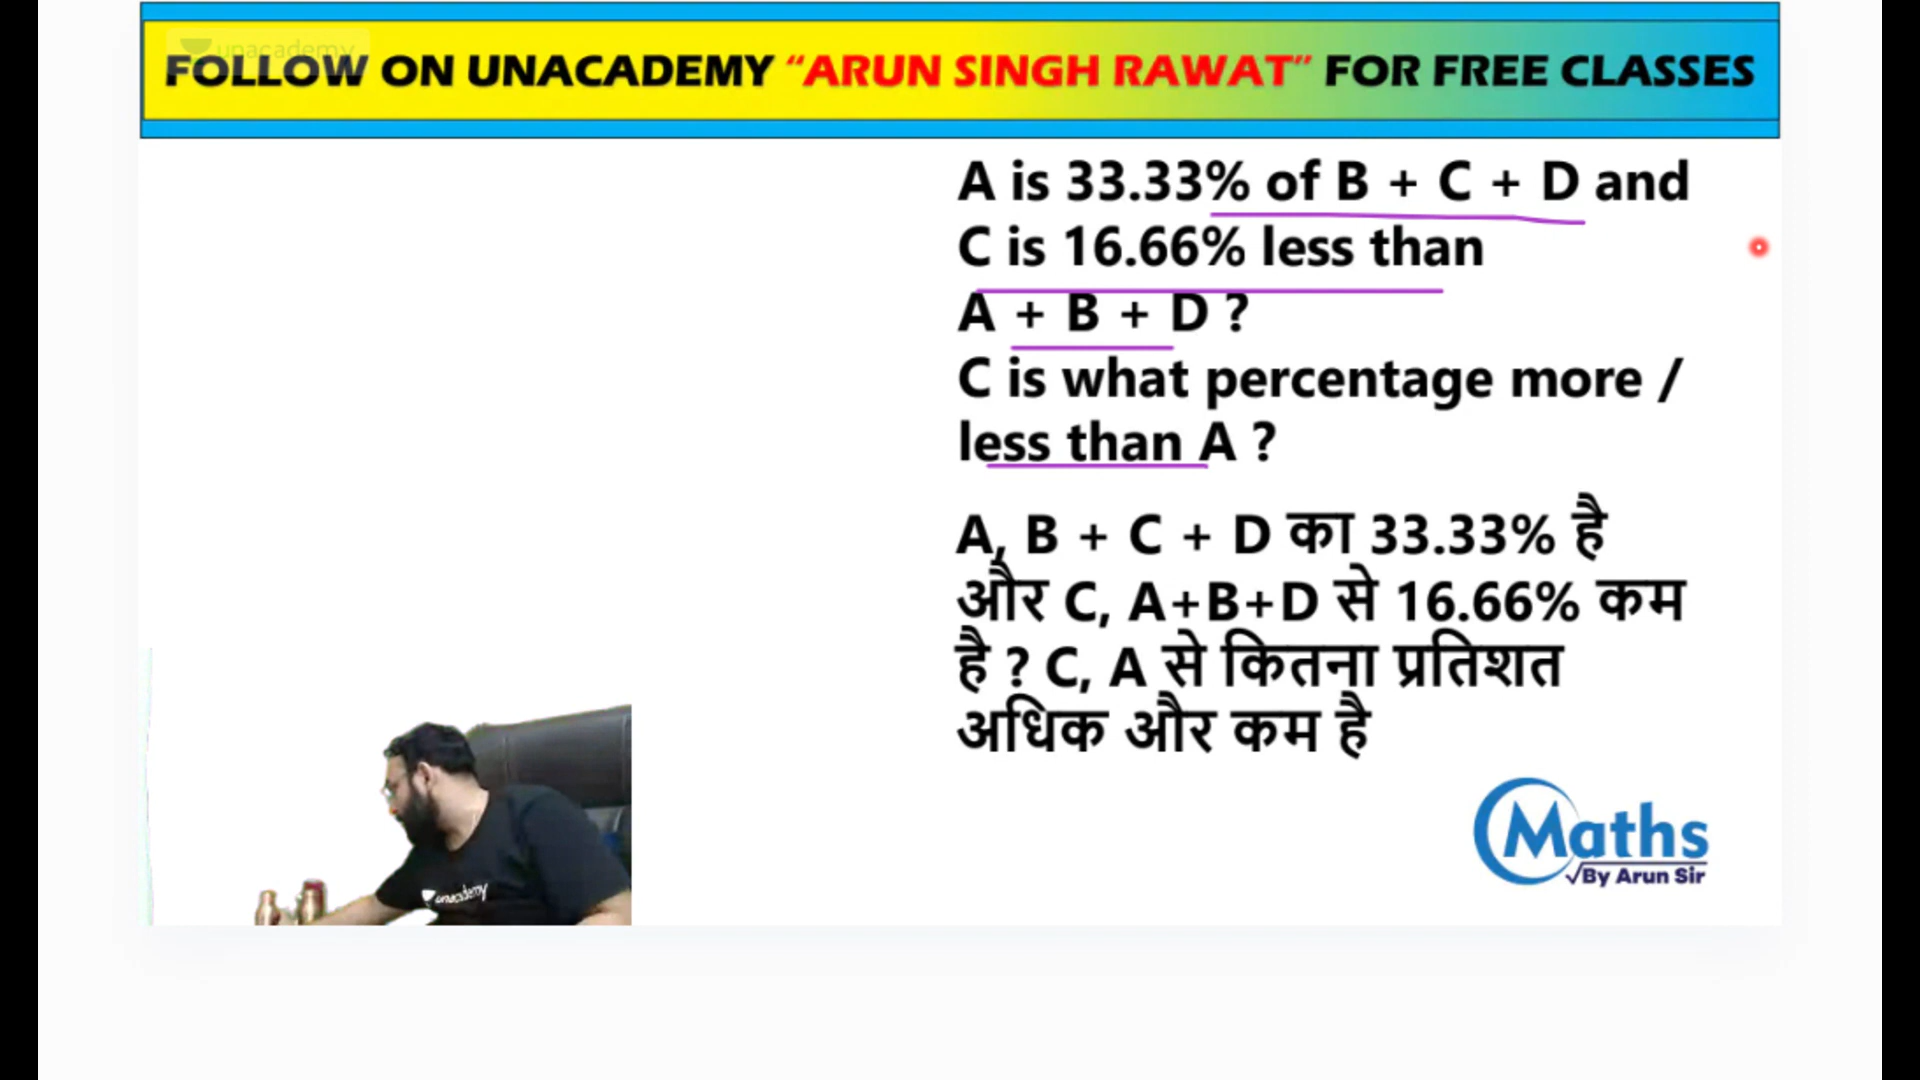 unacademy
FOLLOW ON UNACADEMY “ARUN SINGH RAWAT” FOR FREE CLASSES
A is 33.33% of B + C + D and
C is 16.66% less than
A + B + D ?
C is what percentage more /
less than A ?
A, B + C + D का 33.33% है
और C, A+B+D से 16.66% कम
है ? C, A से कितना प्रतिशत
अधिक और कम है
Maths
√By Arun Sir
unacademy